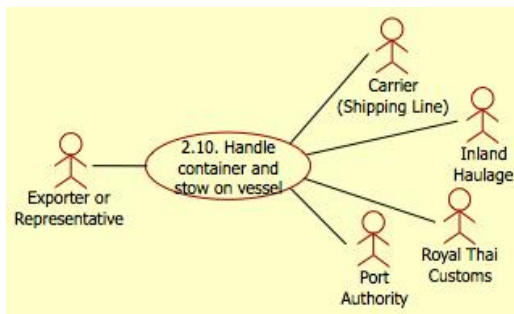 Carrier
(Shipping Line)
2.10. Handle
container and
stow on vessel
Inland
Haulage
Exporter or
Representative
Royal Thai
Customs
Port
Authority